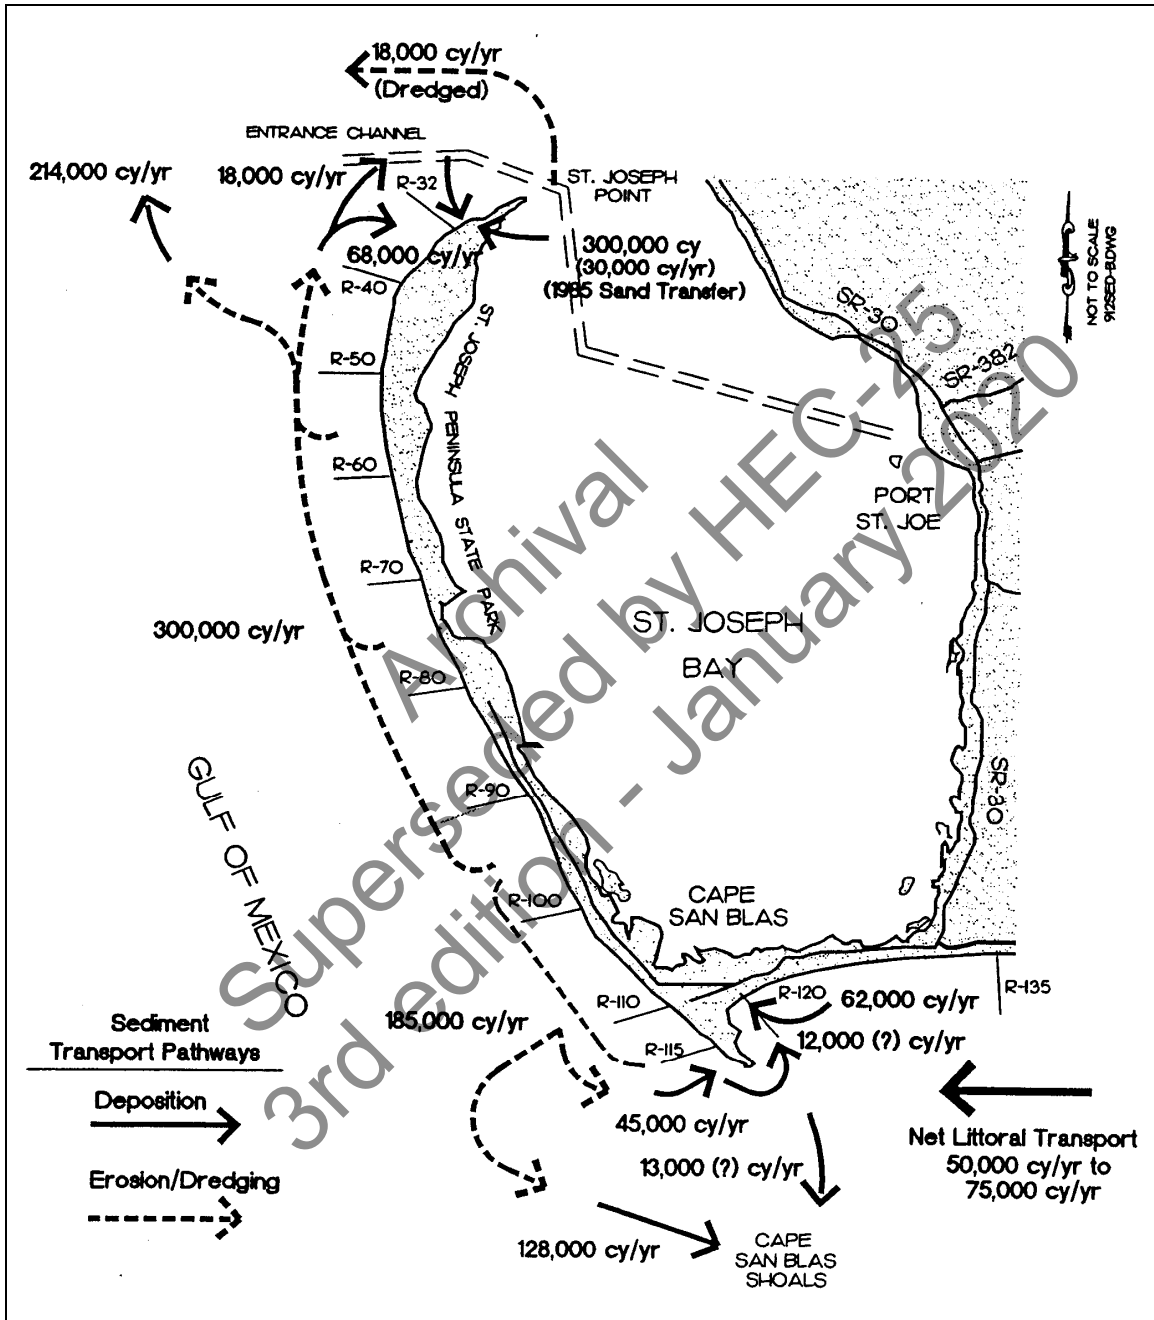 18,000 cy/yr
(Dredged)
ENTRANCE CHANNEL
214,000 cy/yr
18,000 cy/yr
R-32
ST. JOSEPH
POINT
68,000 cy/yr
300,000 cy
(30,000 cy/yr)
(1985 Sand Transfer)
R-40
NOT TO SCALE
912SED-B.DWG
SR-30
SR-382
R-50
ST. JOSEPH PENINSULA STATE PARK
R-60
PORT
ST. JOE
R-70
300,000 cy/yr
ST. JOSEPH
BAY
R-80
GULF OF MEXICO
R-90
SR-30
R-100
CAPE
SAN BLAS
R-110
R-120
62,000 cy/yr
R-135
185,000 cy/yr
12,000 (?) cy/yr
R-115
Sediment
Transport Pathways
Deposition
Erosion/Dredging
45,000 cy/yr
13,000 (?) cy/yr
Net Littoral Transport
50,000 cy/yr to
75,000 cy/yr
128,000 cy/yr
CAPE
SAN BLAS
SHOALS
Archival
Superseded by HEC-25
3rd edition - January 2020